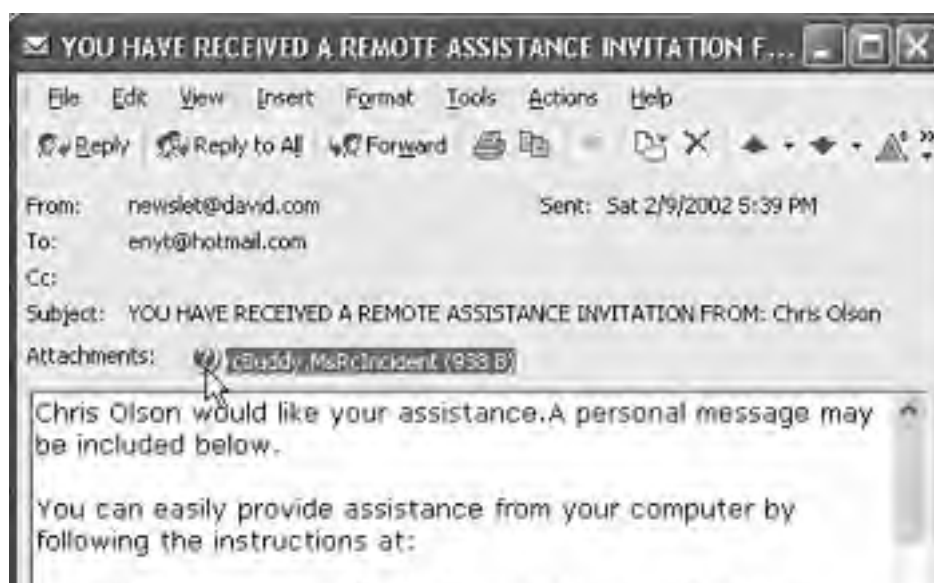 YOU HAVE RECEIVED A REMOTE ASSISTANCE INVITATION F...
File Edit View Insert Format Tools Actions Help
Reply Reply to All Forward
From: newslet@david.com Sent: Sat 2/9/2002 5:39 PM
To: enyt@hotmail.com
Cc:
Subject: YOU HAVE RECEIVED A REMOTE ASSISTANCE INVITATION FROM: Chris Olson
Attachments: rcBuddy.MsRcIncident (938 B)
Chris Olson would like your assistance.A personal message may
be included below.
You can easily provide assistance from your computer by
following the instructions at: